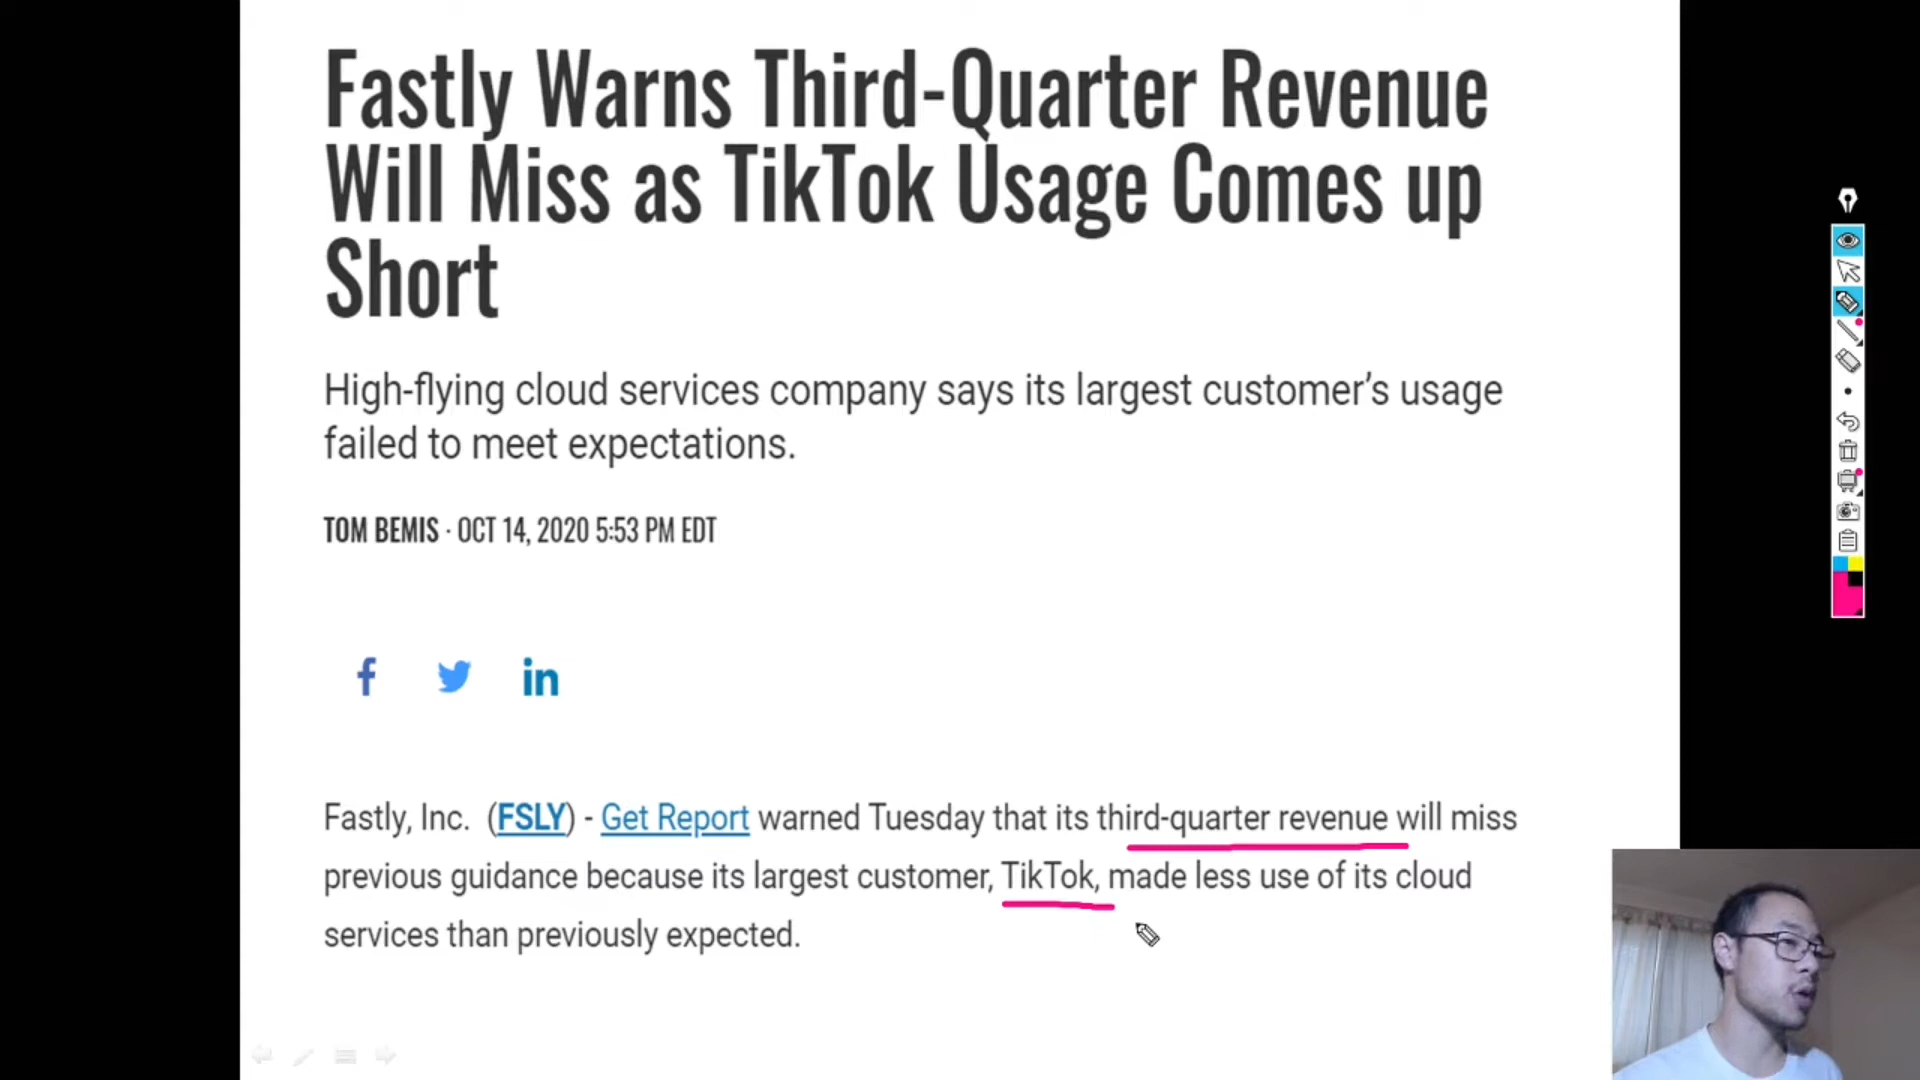 Fastly Warns Third-Quarter Revenue
Will Miss as TikTok Usage Comes up
Short
High-flying cloud services company says its largest customer’s usage
failed to meet expectations.
TOM BEMIS · OCT 14, 2020 5:53 PM EDT
f
in
Fastly, Inc. (FSLY) - Get Report warned Tuesday that its third-quarter revenue will miss
previous guidance because its largest customer, TikTok, made less use of its cloud
services than previously expected.